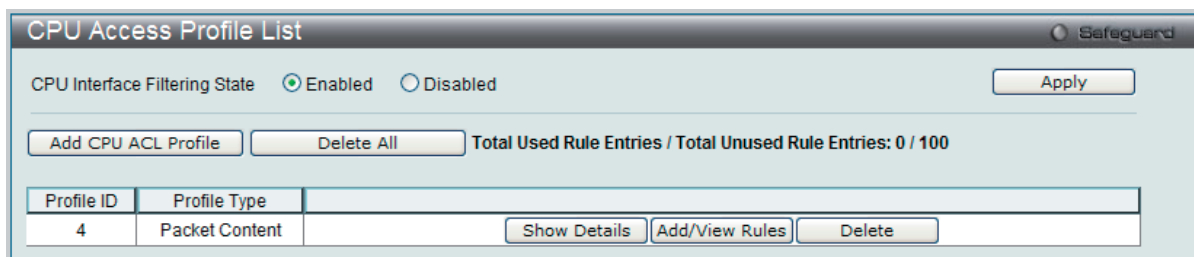 CPU Access Profile List
Safeguard
CPU Interface Filtering State Enabled Disabled Apply
Add CPU ACL Profile Delete All Total Used Rule Entries / Total Unused Rule Entries: 0 / 100
Profile ID Profile Type
4 Packet Content Show Details Add/View Rules Delete